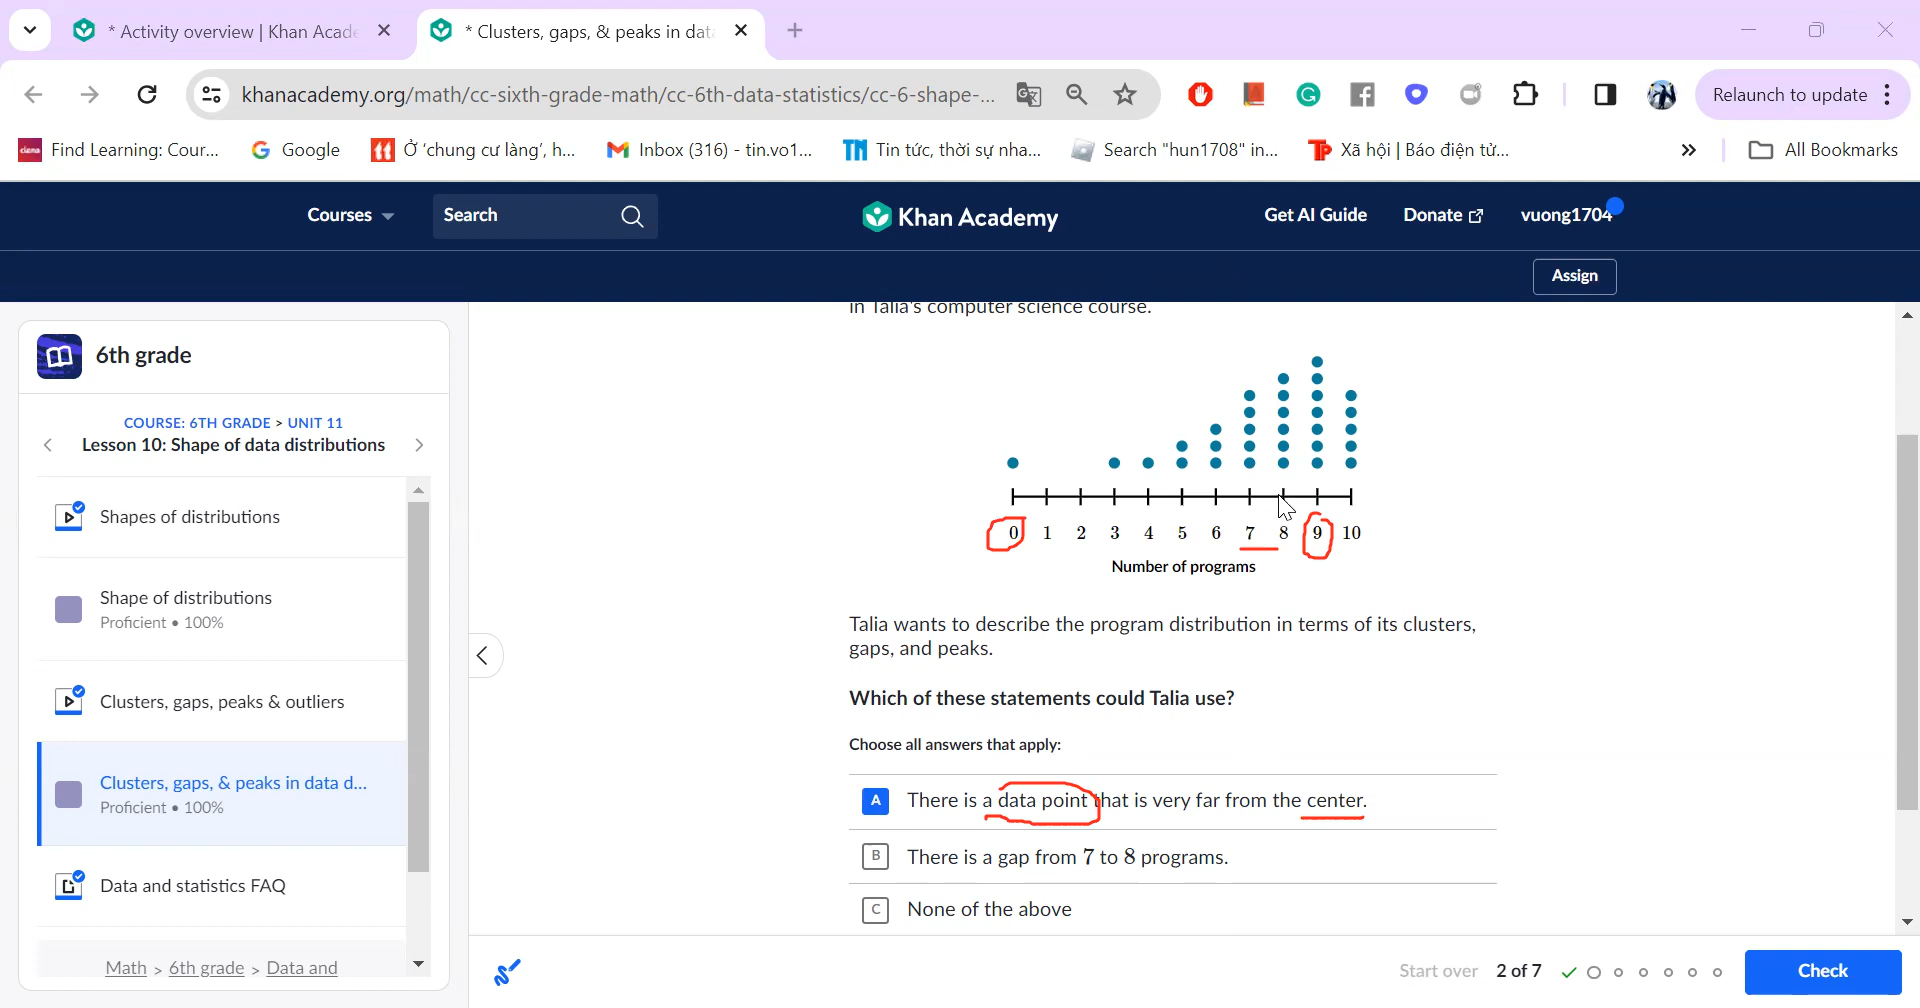 * Activity overview | Khan Acade
* Clusters, gaps, & peaks in dat
khanacademy.org/math/cc-sixth-grade-math/cc-6th-data-statistics/cc-6-shape-...
Relaunch to update
Find Learning: Cour...
Google
Ở ‘chung cư làng’, h...
Inbox (316) - tin.vo1...
Tin tức, thời sự nha...
Search "hun1708" in...
Xã hội | Báo điện tử...
All Bookmarks
Courses
Search
Khan Academy
Get AI Guide
Donate
vuong1704
Assign
6th grade
COURSE: 6TH GRADE > UNIT 11
Lesson 10: Shape of data distributions
Shapes of distributions
Shape of distributions
Proficient • 100%
Clusters, gaps, peaks & outliers
Clusters, gaps, & peaks in data d...
Proficient • 100%
Data and statistics FAQ
Math > 6th grade > Data and
in Talia's computer science course.
0 1 2 3 4 5 6 7 8 9 10
Number of programs
Talia wants to describe the program distribution in terms of its clusters,
gaps, and peaks.
Which of these statements could Talia use?
Choose all answers that apply:
A There is a data point that is very far from the center.
B There is a gap from 7 to 8 programs.
C None of the above
Start over 2 of 7
Check